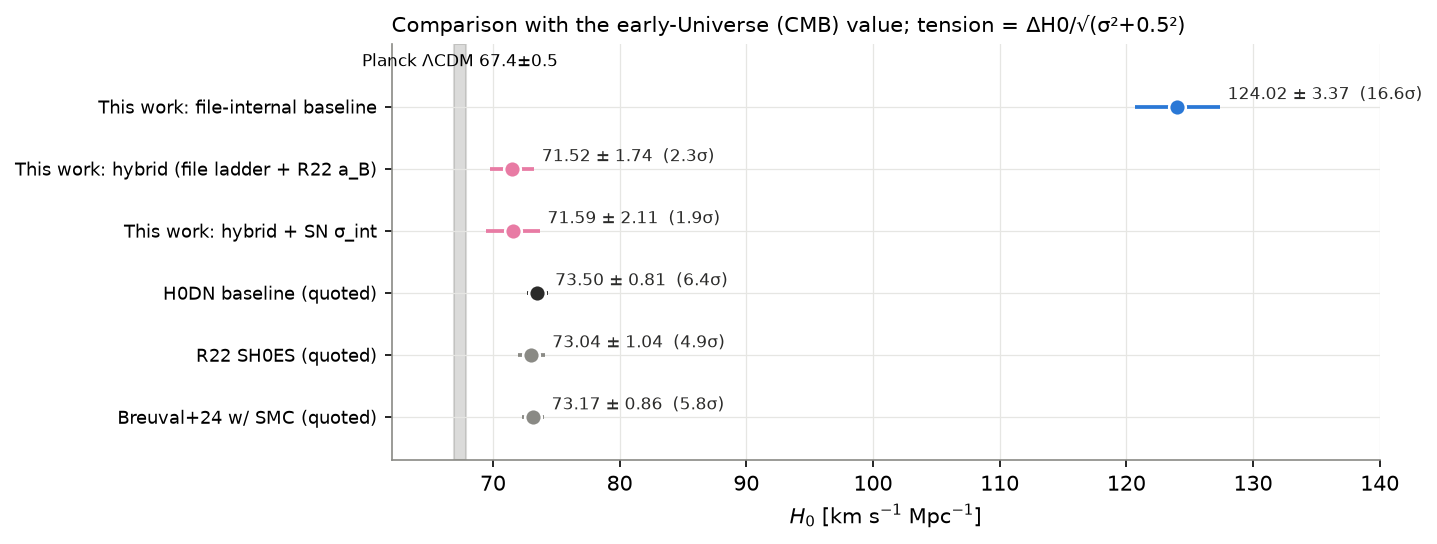 Comparison with the early-Universe (CMB) value; tension = ΔH0/√(σ²+0.5²)
Planck ΛCDM 67.4±0.5
This work: file-internal baseline
124.02 ± 3.37 (16.6σ)
This work: hybrid (file ladder + R22 a_B)
71.52 ± 1.74 (2.3σ)
This work: hybrid + SN σ_int
71.59 ± 2.11 (1.9σ)
H0DN baseline (quoted)
73.50 ± 0.81 (6.4σ)
R22 SH0ES (quoted)
73.04 ± 1.04 (4.9σ)
Breuval+24 w/ SMC (quoted)
73.17 ± 0.86 (5.8σ)
70 80 90 100 110 120 130 140
H₀ [km s⁻¹ Mpc⁻¹]